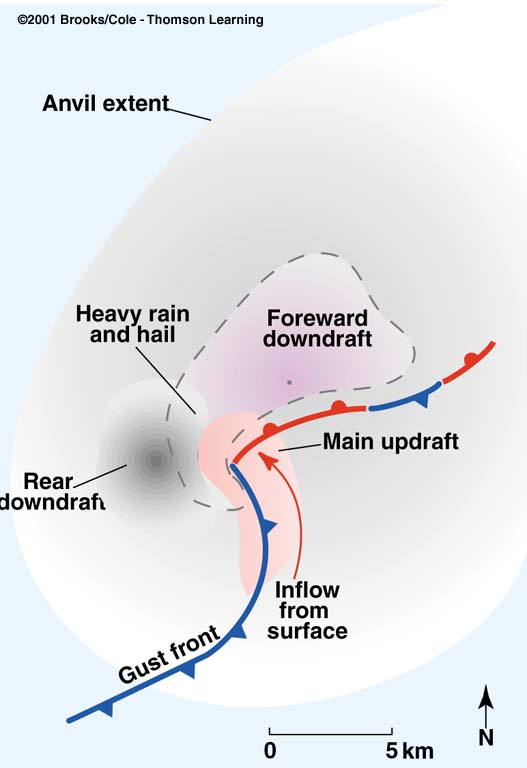 ©2001 Brooks/Cole - Thomson Learning
Anvil extent
Heavy rain
and hail
Foreward
downdraft
Main updraft
Rear
downdraft
Inflow
from
surface
Gust front
N
0 5 km